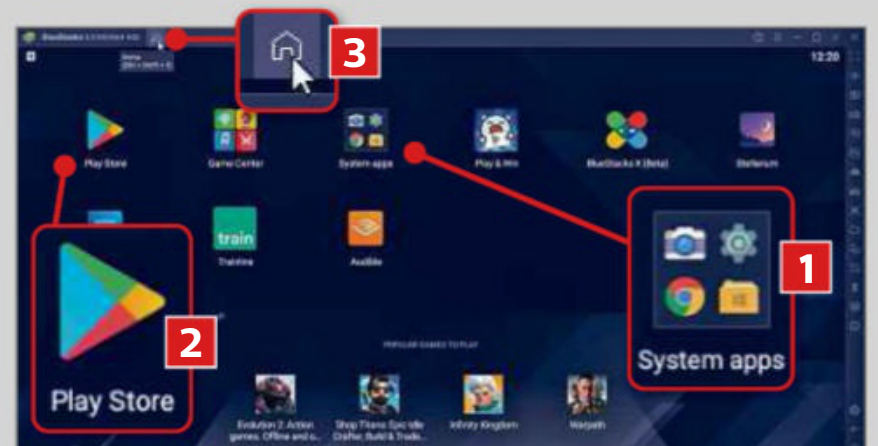 BlueStacks
3
12:20
Play Store
Game Center
System apps
Play & Win
BlueStacks X (Beta)
Stellarium
train
Trainline
Audible
1
2
System apps
Play Store
POPULAR GAMES TO PLAY
Evolution 2: Action
games. Offline and o...
Shop Titans: Epic Idle
Crafter, Build & Trade...
Infinity Kingdom
Warpath